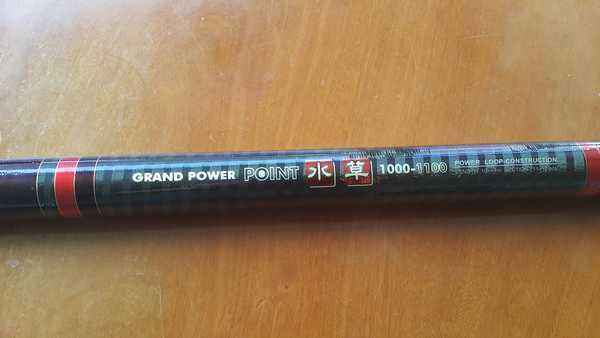 GRAND POWER POINT 水草 1000-1100
POWER LOOP-CONSTRUCTION